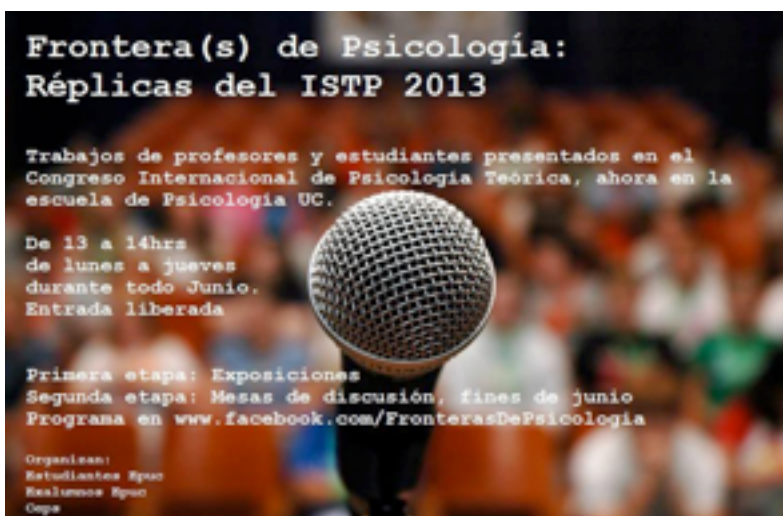 Frontera(s) de Psicología:
Réplicas del ISTP 2013
Trabajos de profesores y estudiantes presentados en el
Congreso Internacional de Psicología Teórica, ahora en la
escuela de Psicología UC.
De 13 a 14hrs
de lunes a jueves
durante todo Junio.
Entrada liberada
Primera etapa: Exposiciones
Segunda etapa: Mesas de discusión, fines de junio
Programa en www.facebook.com/FronterasDePsicologia
Organizan:
Estudiantes Epuc
Exalumnos Epuc
Ceps